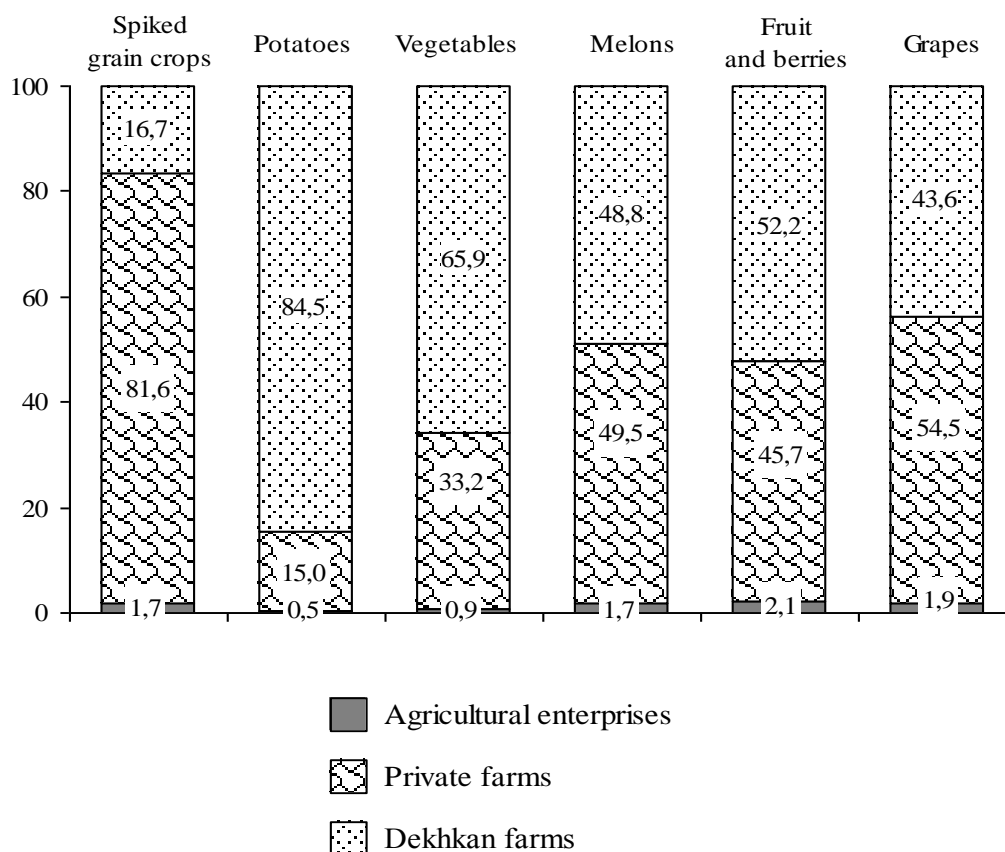 Spiked
grain crops
Potatoes
Vegetables
Melons
Fruit
and berries
Grapes
100
80
60
40
20
0
16,7
81,6
1,7
84,5
15,0
0,5
65,9
33,2
0,9
48,8
49,5
1,7
52,2
45,7
2,1
43,6
54,5
1,9
Agricultural enterprises
Private farms
Dekhkan farms